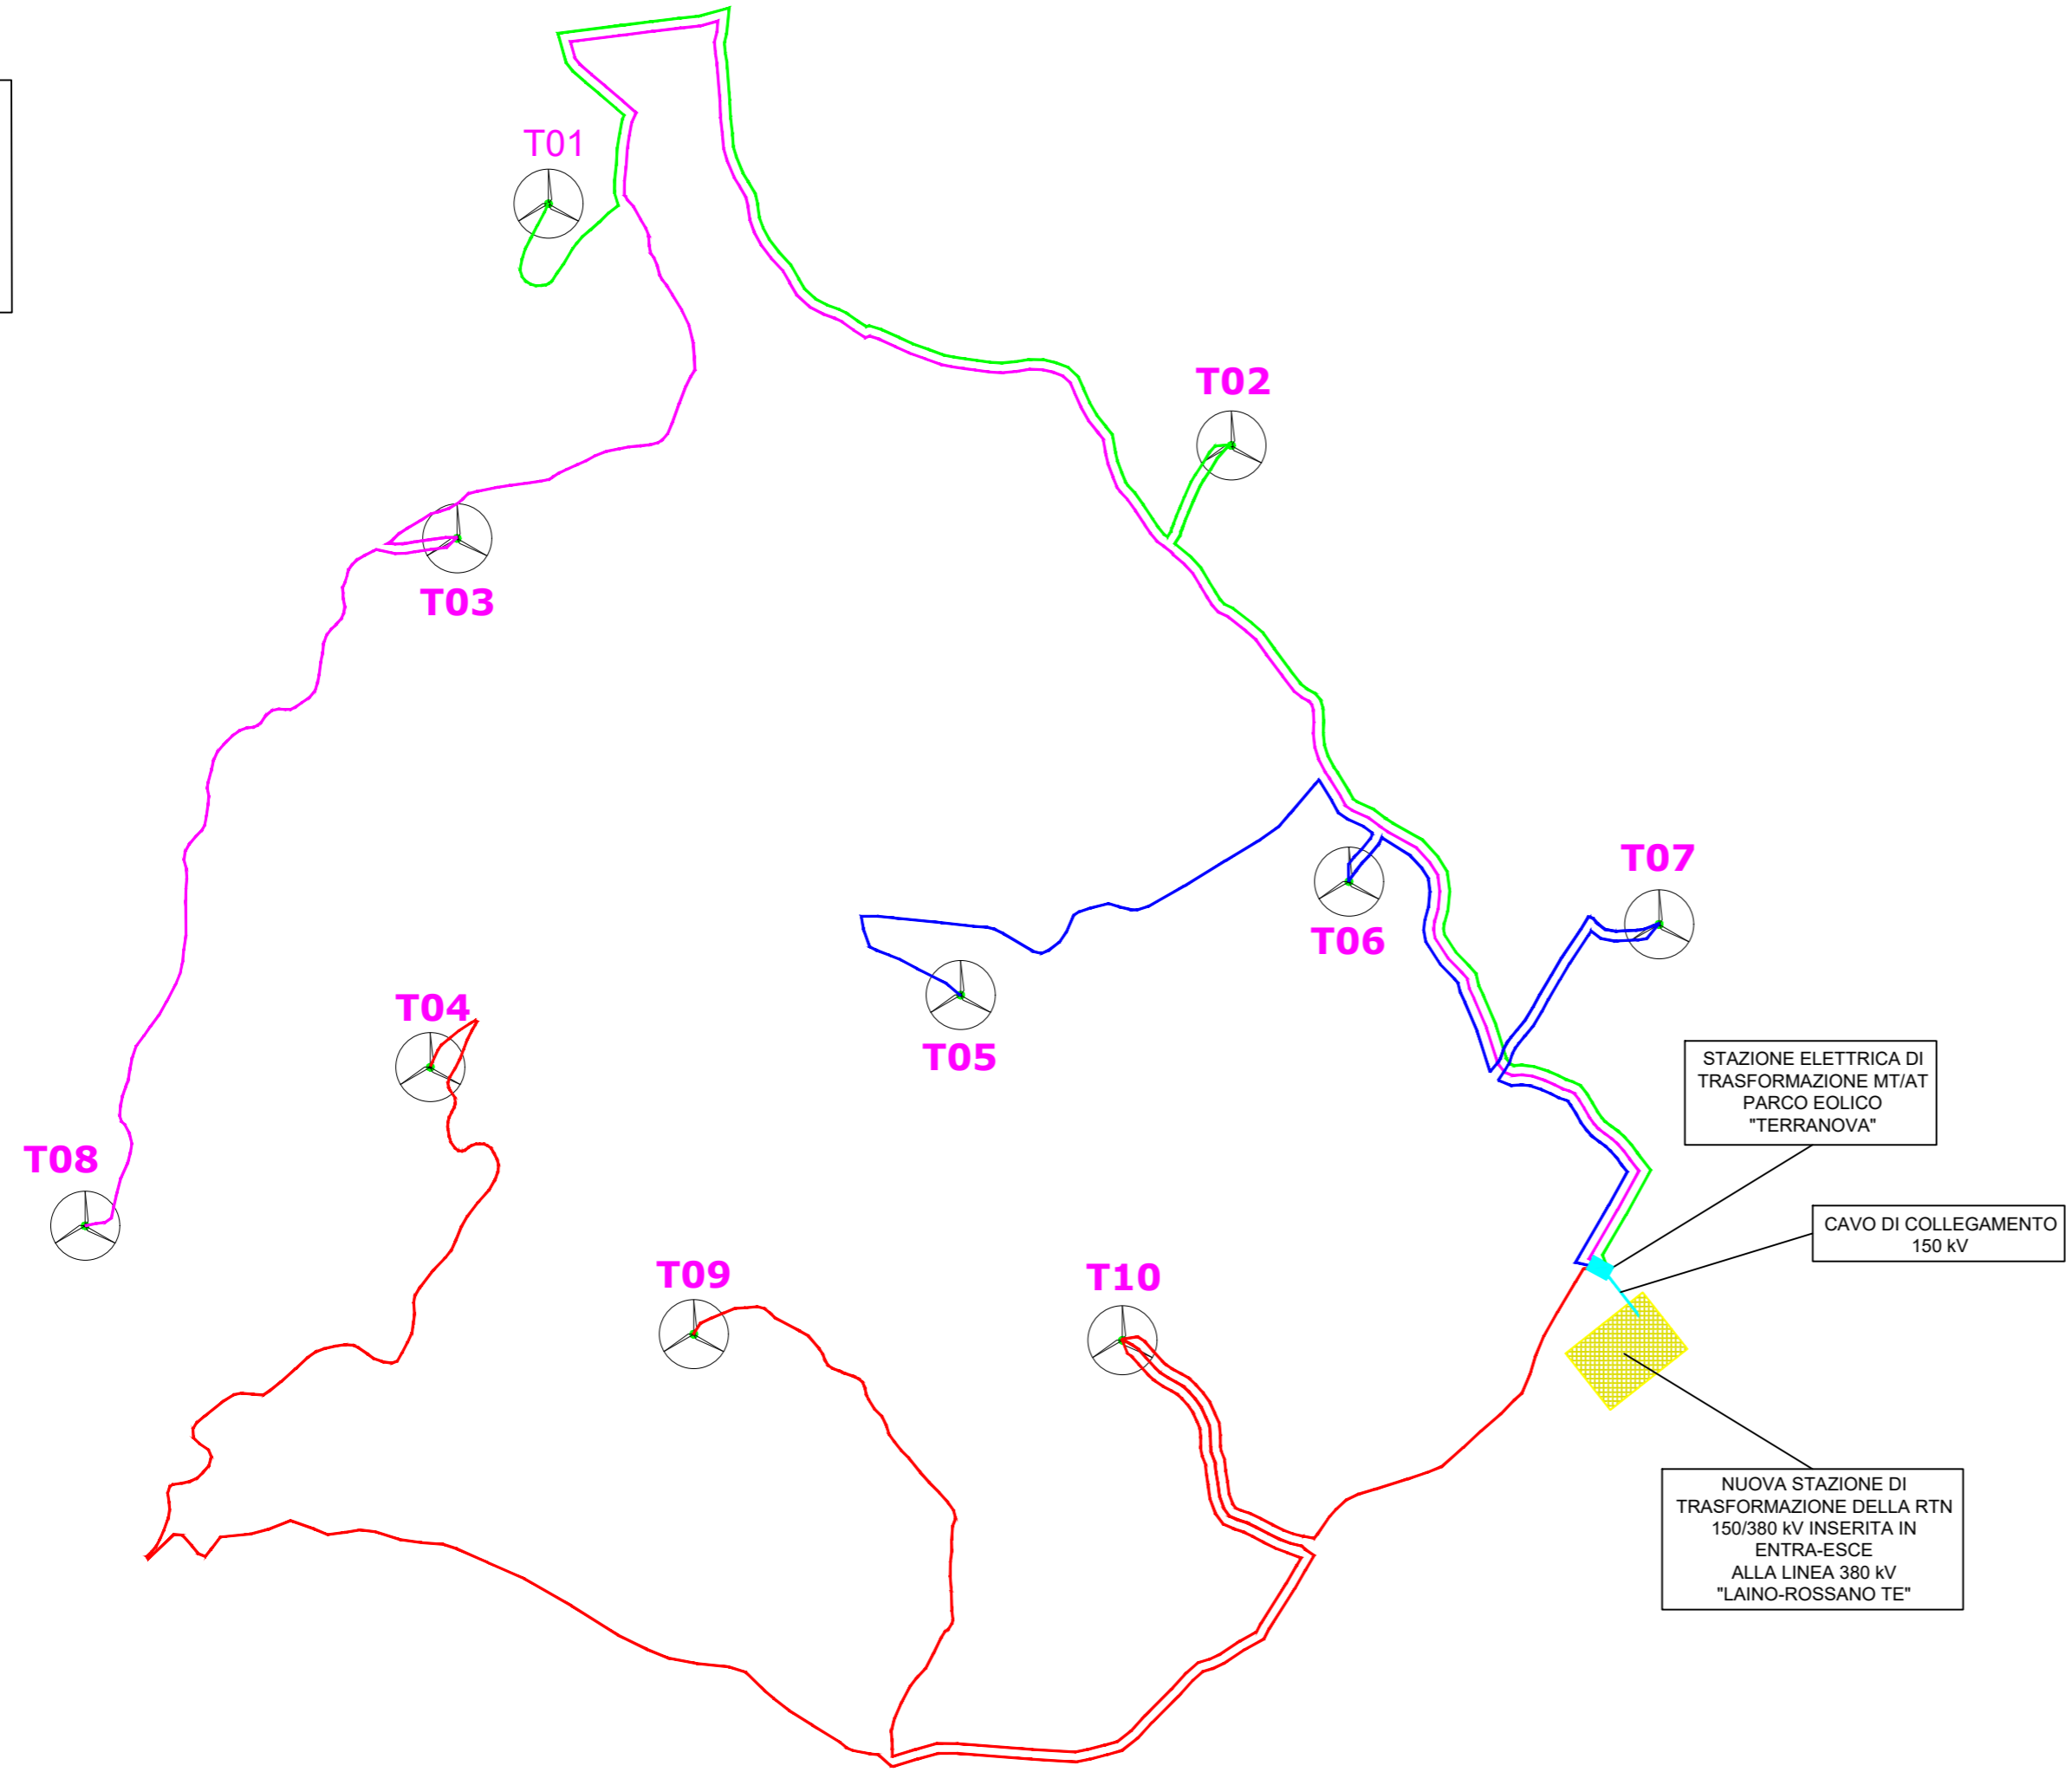 T01
T02
T03
T06
T07
T04
T05
STAZIONE ELETTRICA DI
TRASFORMAZIONE MT/AT
PARCO EOLICO
"TERRANOVA"
T08
CAVO DI COLLEGAMENTO
150 kV
T09
T10
NUOVA STAZIONE DI
TRASFORMAZIONE DELLA RTN
150/380 kV INSERITA IN
ENTRA-ESCE
ALLA LINEA 380 kV
"LAINO-ROSSANO TE"